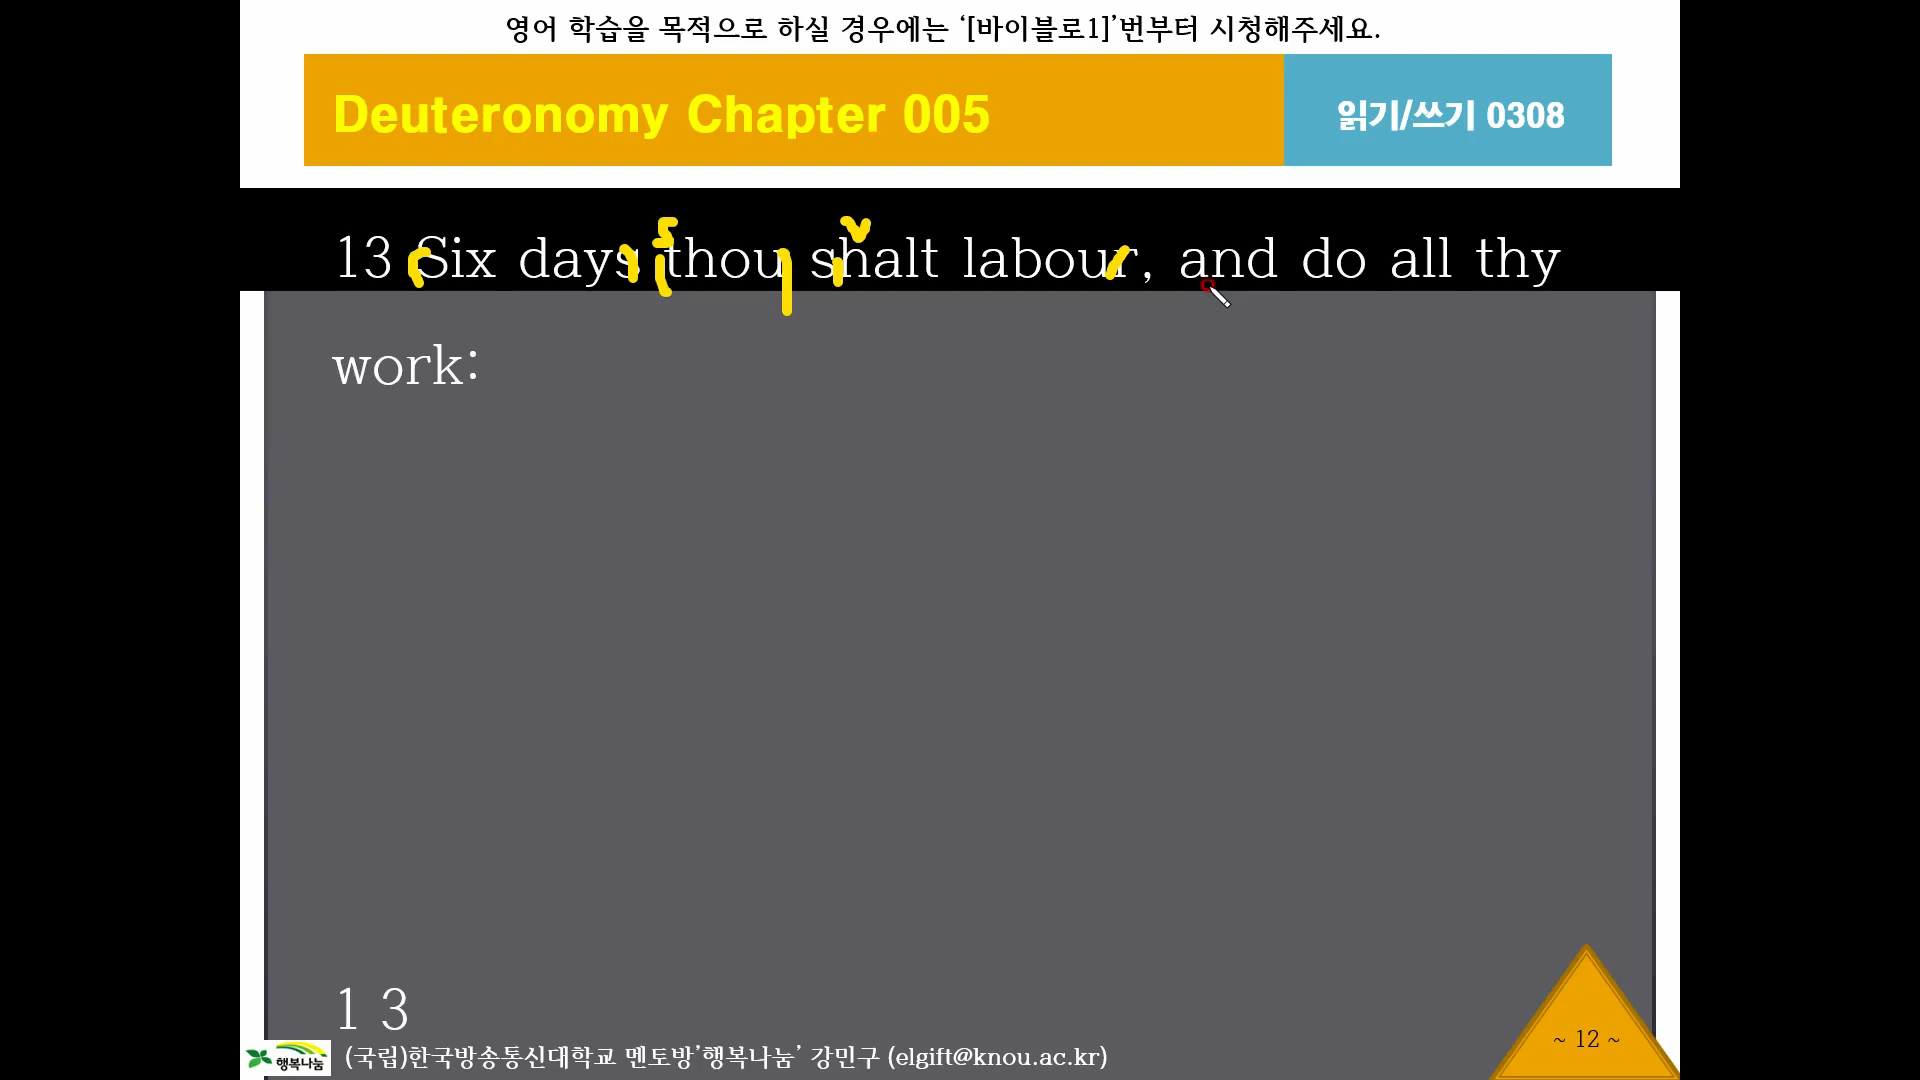 영어 학습을 목적으로 하실 경우에는 ‘[바이블로1]’번부터 시청해주세요.
Deuteronomy Chapter 005
읽기/쓰기 0308
13 Six days thou shalt labour, and do all thy
work:
1 3
행복나눔
(국립)한국방송통신대학교 멘토방’행복나눔’ 강민구 (elgift@knou.ac.kr)
~ 12 ~